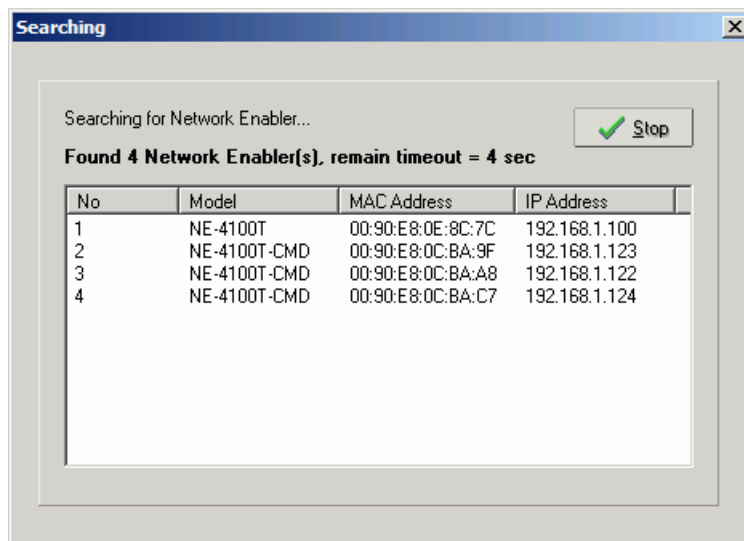 Searching
Searching for Network Enabler...
Stop
Found 4 Network Enabler(s), remain timeout = 4 sec
No Model MAC Address IP Address
1 NE-4100T 00:90:E8:0E:8C:7C 192.168.1.100
2 NE-4100T-CMD 00:90:E8:0C:BA:9F 192.168.1.123
3 NE-4100T-CMD 00:90:E8:0C:BA:A8 192.168.1.122
4 NE-4100T-CMD 00:90:E8:0C:BA:C7 192.168.1.124